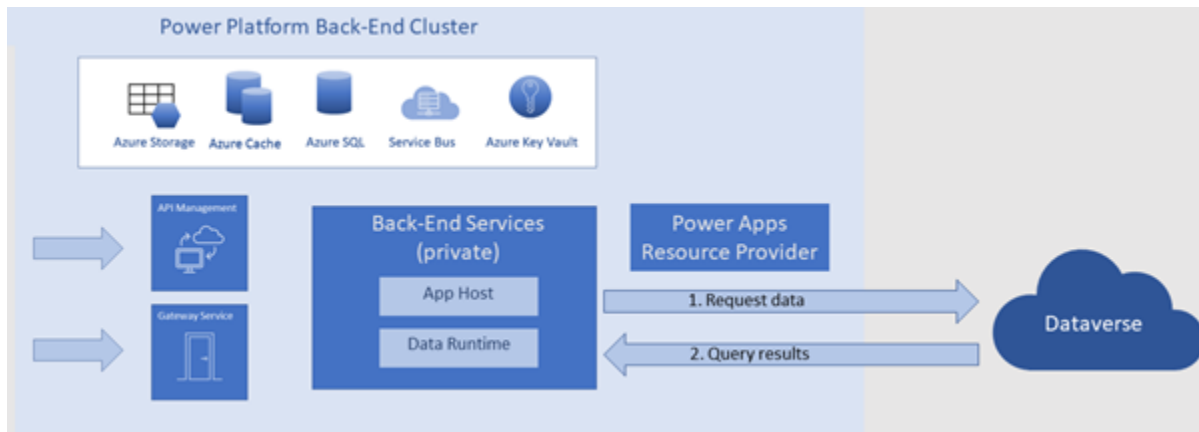 Power Platform Back-End Cluster
Azure Storage
Azure Cache
Azure SQL
Service Bus
Azure Key Vault
API Management
Gateway Service
Back-End Services
(private)
App Host
Data Runtime
Power Apps
Resource Provider
1. Request data
2. Query results
Dataverse